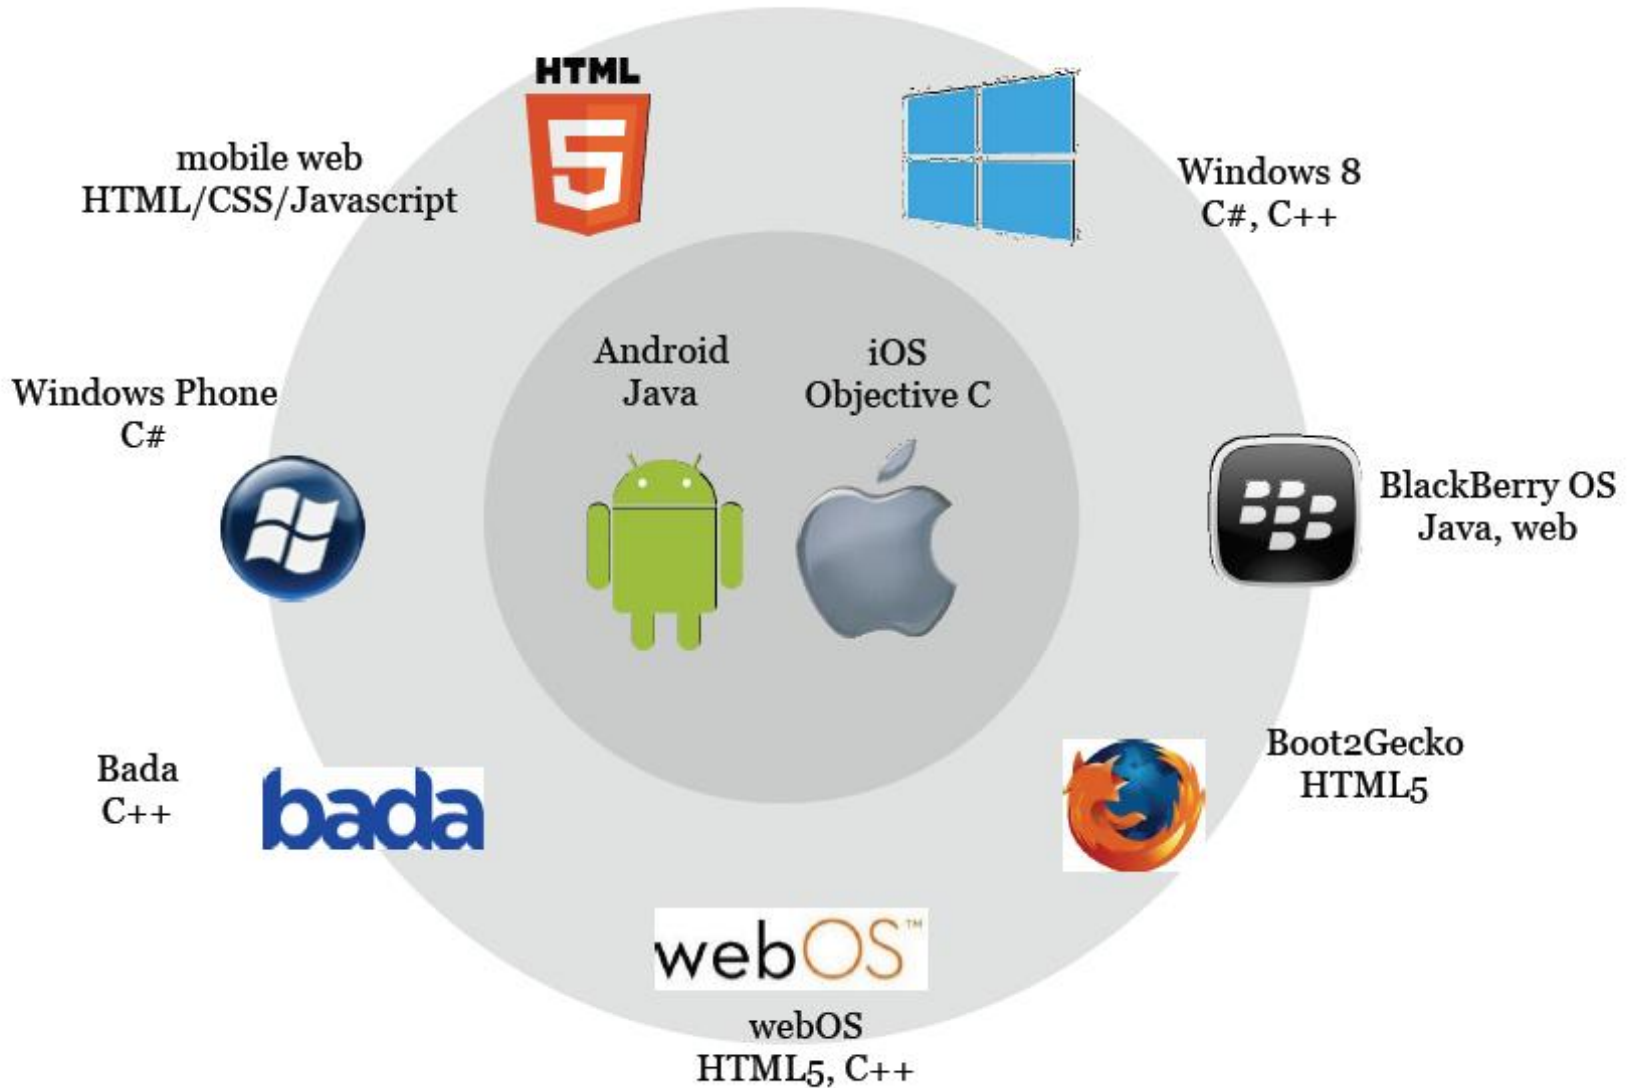 HTML
5
mobile web
HTML/CSS/Javascript
Windows 8
C#, C++
Android
Java
iOS
Objective C
Windows Phone
C#
BlackBerry OS
Java, web
Bada
C++
bada
Boot2Gecko
HTML5
webOS™
webOS
HTML5, C++